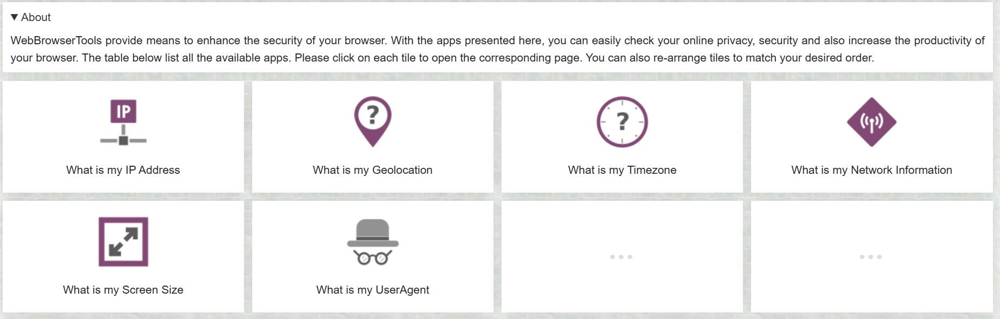 About
WebBrowserTools provide means to enhance the security of your browser. With the apps presented here, you can easily check your online privacy, security and also increase the productivity of
your browser. The table below list all the available apps. Please click on each tile to open the corresponding page. You can also re-arrange tiles to match your desired order.
IP
?
?
What is my IP Address
What is my Geolocation
What is my Timezone
What is my Network Information
What is my Screen Size
What is my UserAgent